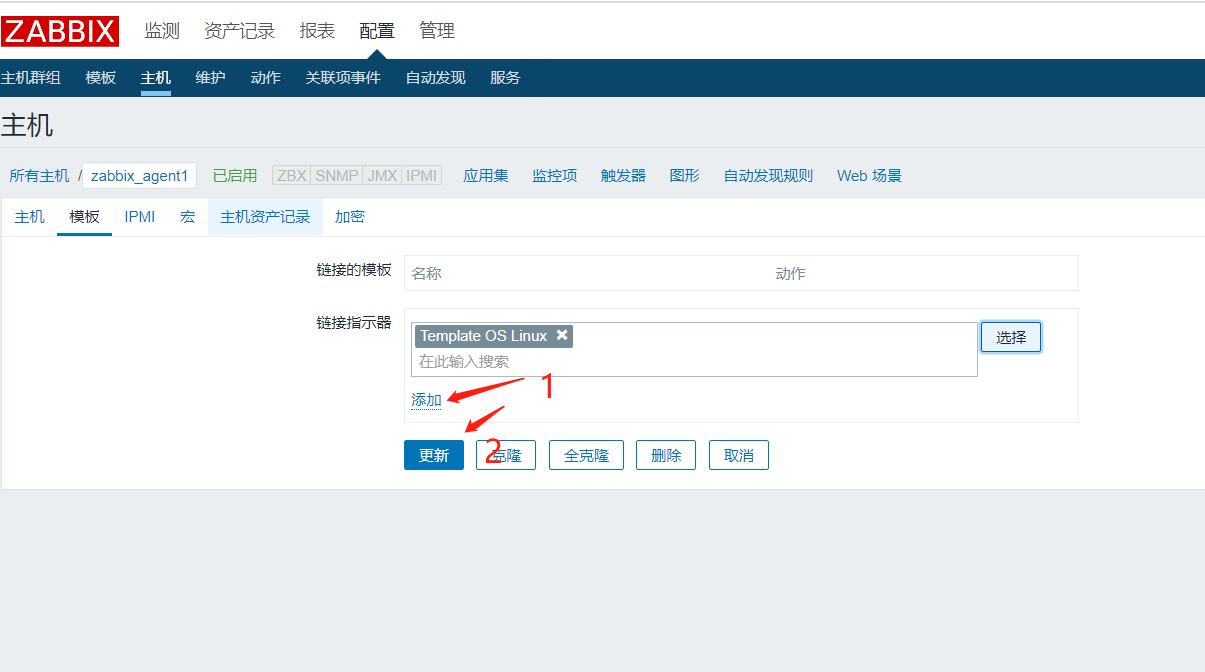 ZABBIX 监测 资产记录 报表 配置 管理
主机群组 模板 主机 维护 动作 关联项事件 自动发现 服务
主机
所有主机 / zabbix_agent1 已启用 ZBX SNMP JMX IPMI 应用集 监控项 触发器 图形 自动发现规则 Web 场景
主机 模板 IPMI 宏 主机资产记录 加密
链接的模板 名称 动作
链接指示器 Template OS Linux ✖ 选择
在此输入搜索
添加 1
更新 2 克隆 全克隆 删除 取消